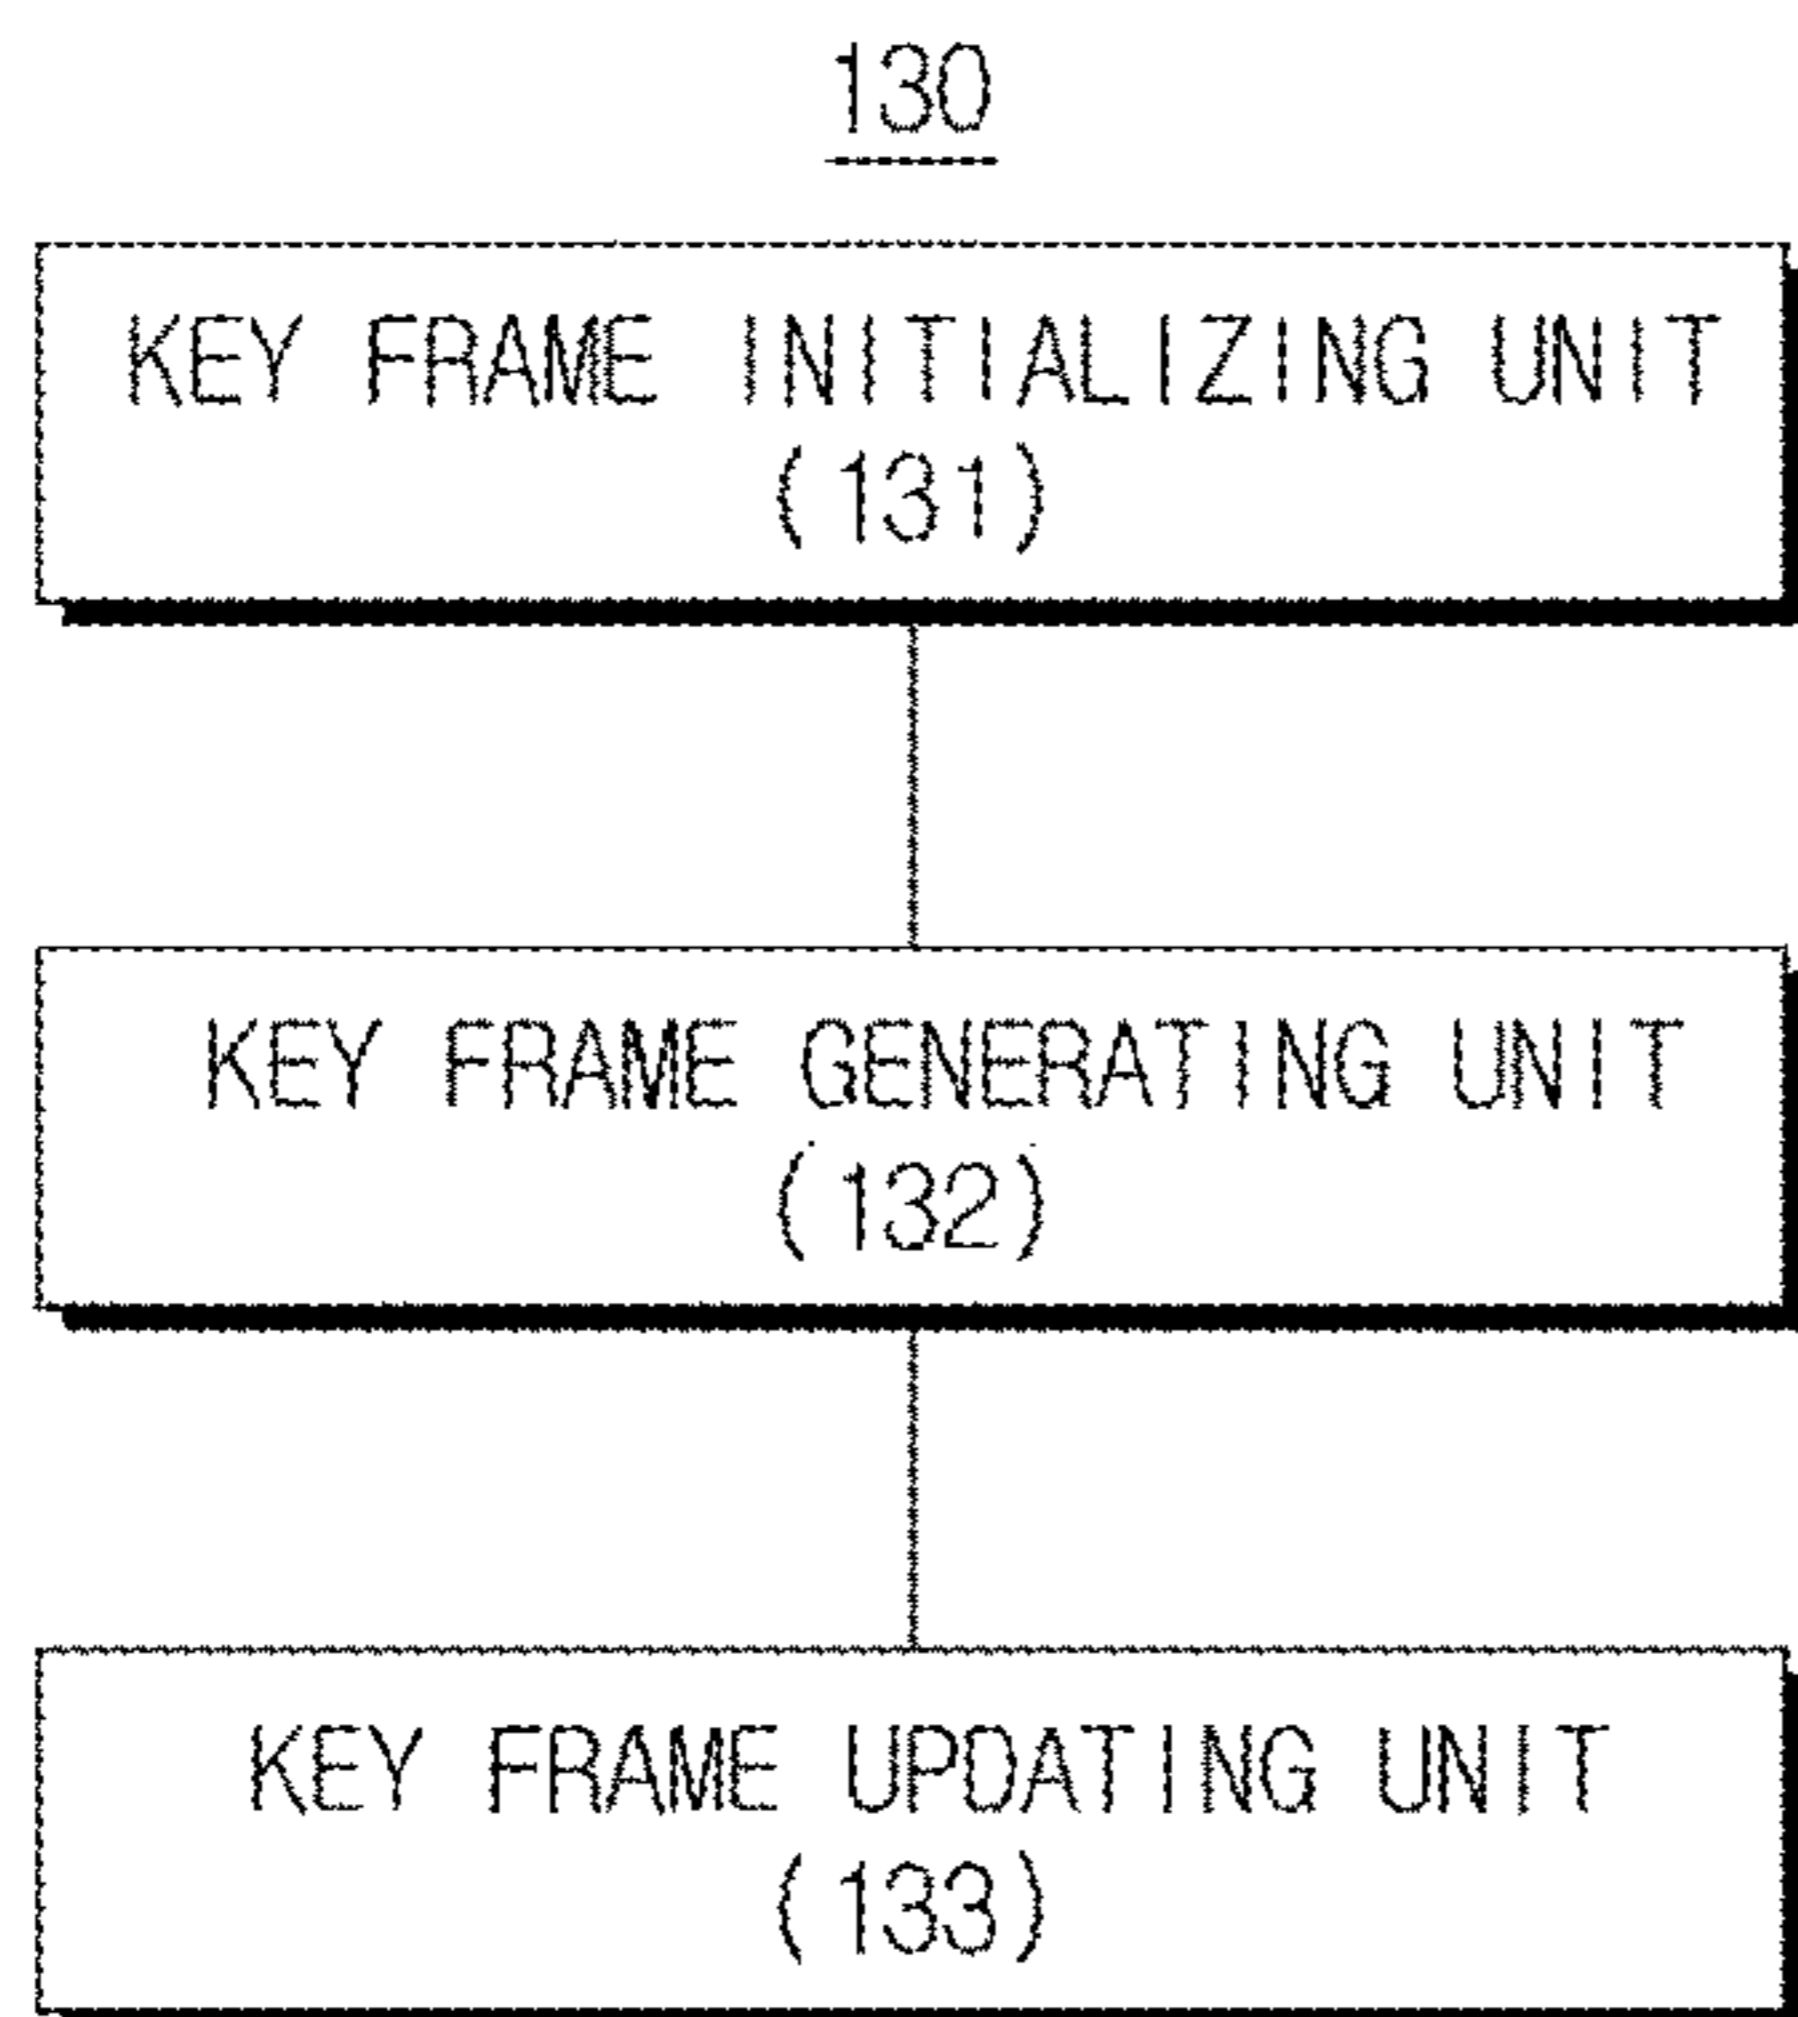 130
KEY FRAME INITIALIZING UNIT
(131)
KEY FRAME GENERATING UNIT
(132)
KEY FRAME UPDATING UNIT
(133)